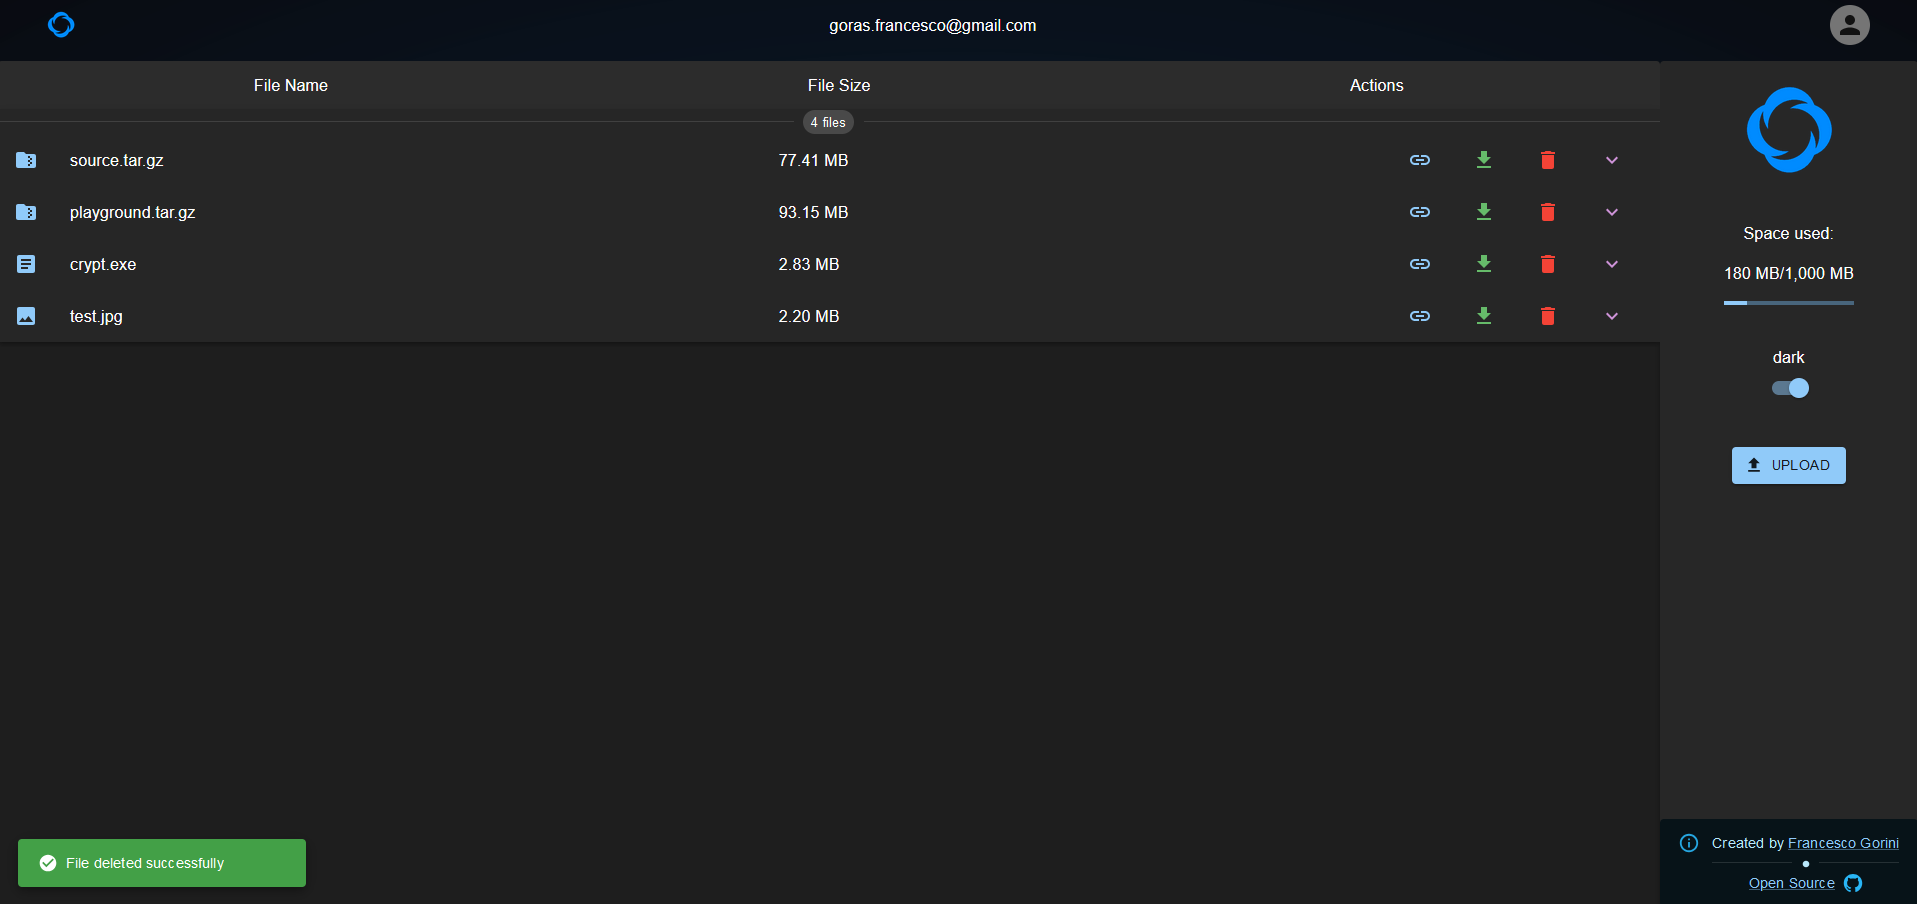 goras.francesco@gmail.com
File Name File Size Actions
4 files
source.tar.gz 77.41 MB
playground.tar.gz 93.15 MB
crypt.exe 2.83 MB
test.jpg 2.20 MB
Space used:
180 MB/1,000 MB
dark
UPLOAD
File deleted successfully
Created by Francesco Gorini
Open Source